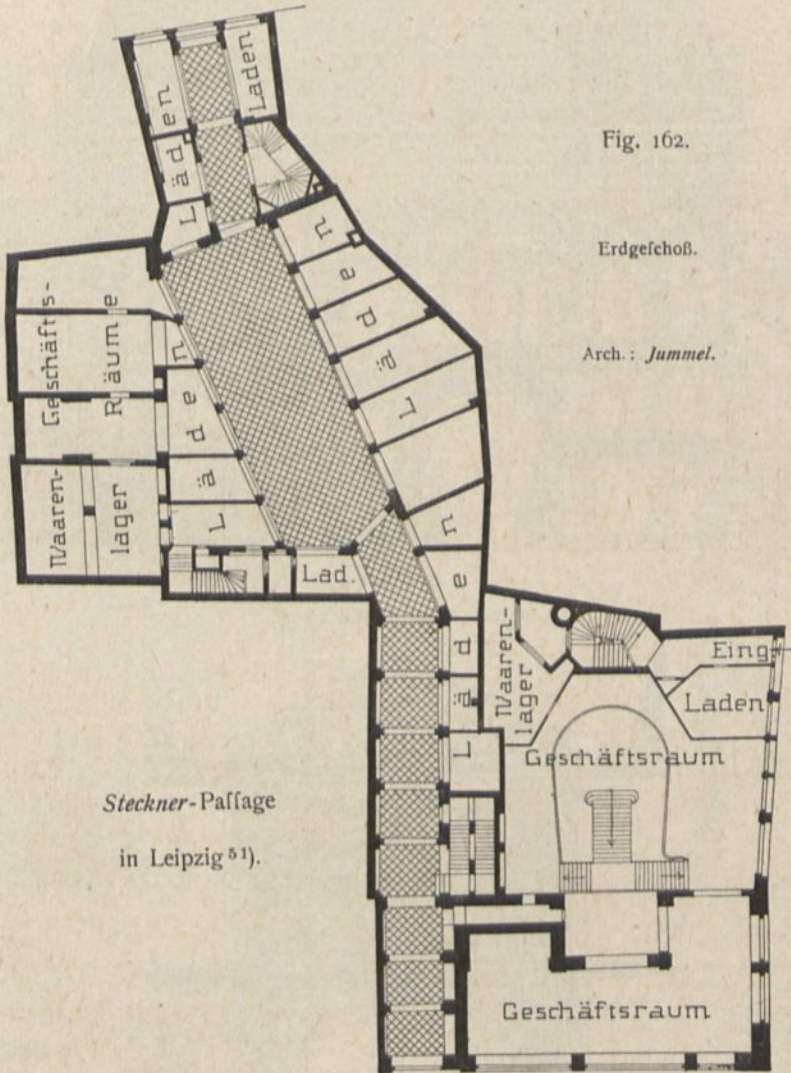 Läden
Laden
Fig. 162.
Erdgeſchoß.
Arch.: Jummel.
Geschäfts-
Räume
Läden
Läden
Waaren-
lager
Lad.
Läden
Waaren-
lager
Eing.
Laden
Geschäftsraum
Steckner-Paſſage
in Leipzig ⁵¹).
Geschäftsraum